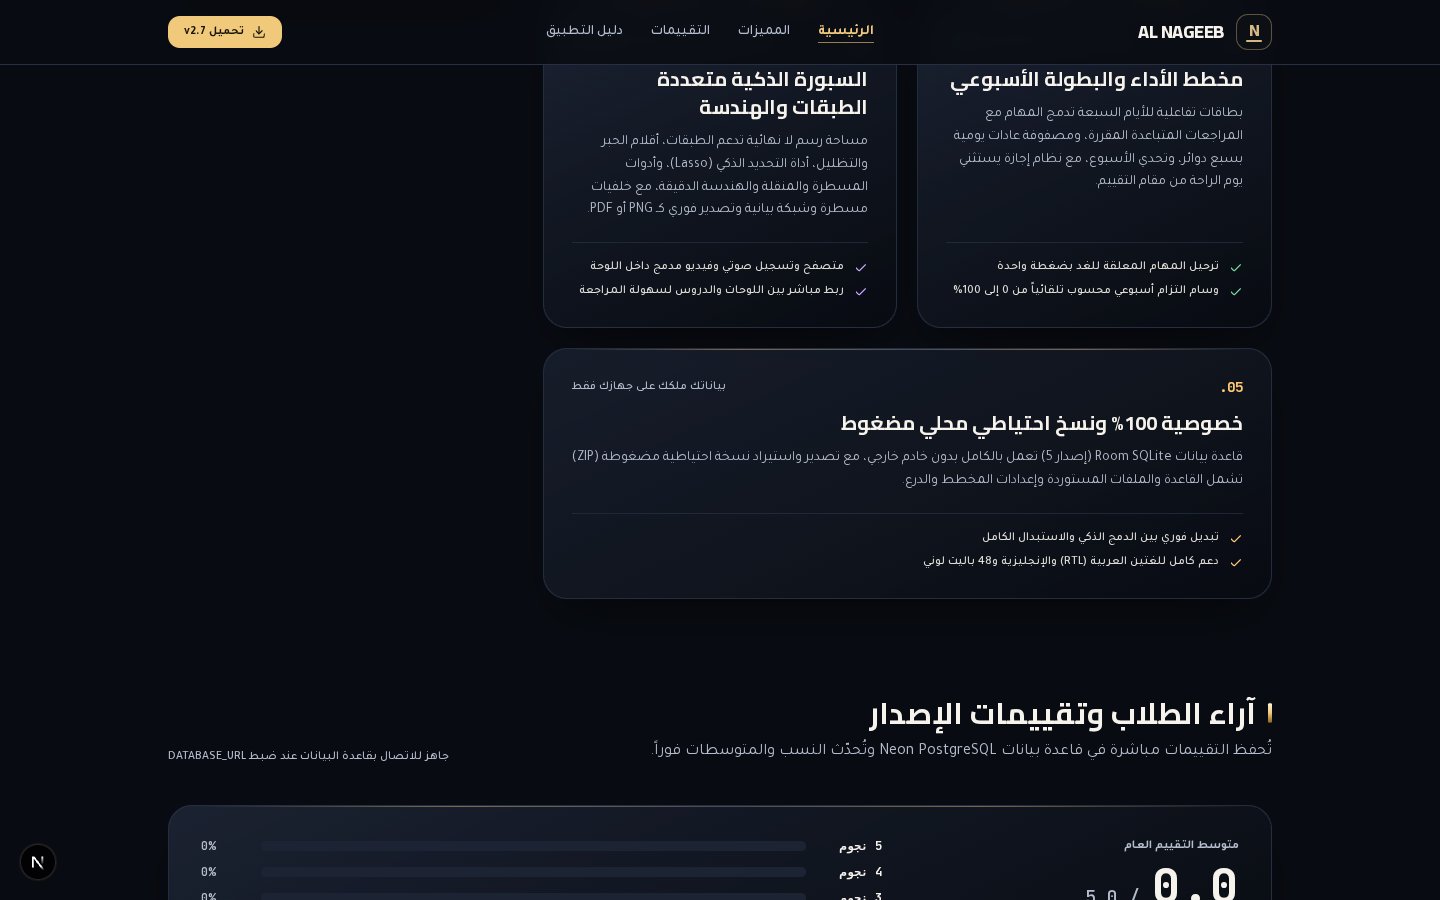 N
AL NAGEEB
الرئيسية
المميزات
التقييمات
دليل التطبيق
تحميل v2.7
مخطط الأداء والبطولة الأسبوعي
بطاقات تفاعلية للأيام السبعة تدمج المهام مع
المراجعات المتباعدة المقررة، ومصفوفة عادات يومية
بسبع دوائر، وتحدي الأسبوع، مع نظام إجازة يستثني
يوم الراحة من مقام التقييم.
ترحيل المهام المعلقة للغد بضغطة واحدة
وسام التزام أسبوعي محسوب تلقائياً من 0 إلى 100%
السبورة الذكية متعددة
الطبقات والهندسة
مساحة رسم لا نهائية تدعم الطبقات، أقلام الحبر
والتظليل، أداة التحديد الذكي (Lasso)، وأدوات
المسطرة والمنقلة والهندسة الدقيقة، مع خلفيات
مسطرة وشبكة بيانية وتصدير فوري كـ PNG أو PDF.
متصفح وتسجيل صوتي وفيديو مدمج داخل اللوحة
ربط مباشر بين اللوحات والدروس لسهولة المراجعة
05.
بياناتك ملكك على جهازك فقط
خصوصية 100% ونسخ احتياطي محلي مضغوط
قاعدة بيانات Room SQLite (إصدار 5) تعمل بالكامل بدون خادم خارجي، مع تصدير واستيراد نسخة احتياطية مضغوطة (ZIP)
تشمل القاعدة والملفات المستوردة وإعدادات المخطط والدرع.
تبديل فوري بين الدمج الذكي والاستبدال الكامل
دعم كامل للغتين العربية (RTL) والإنجليزية و48 باليت لوني
آراء الطلاب وتقييمات الإصدار
تُحفظ التقييمات مباشرة في قاعدة بيانات Neon PostgreSQL وتُحدّث النسب والمتوسطات فوراً.
جاهز للاتصال بقاعدة البيانات عند ضبط DATABASE_URL
متوسط التقييم العام
0.0 / 5.0
5 نجوم 0%
4 نجوم 0%
3 نجوم 0%
N